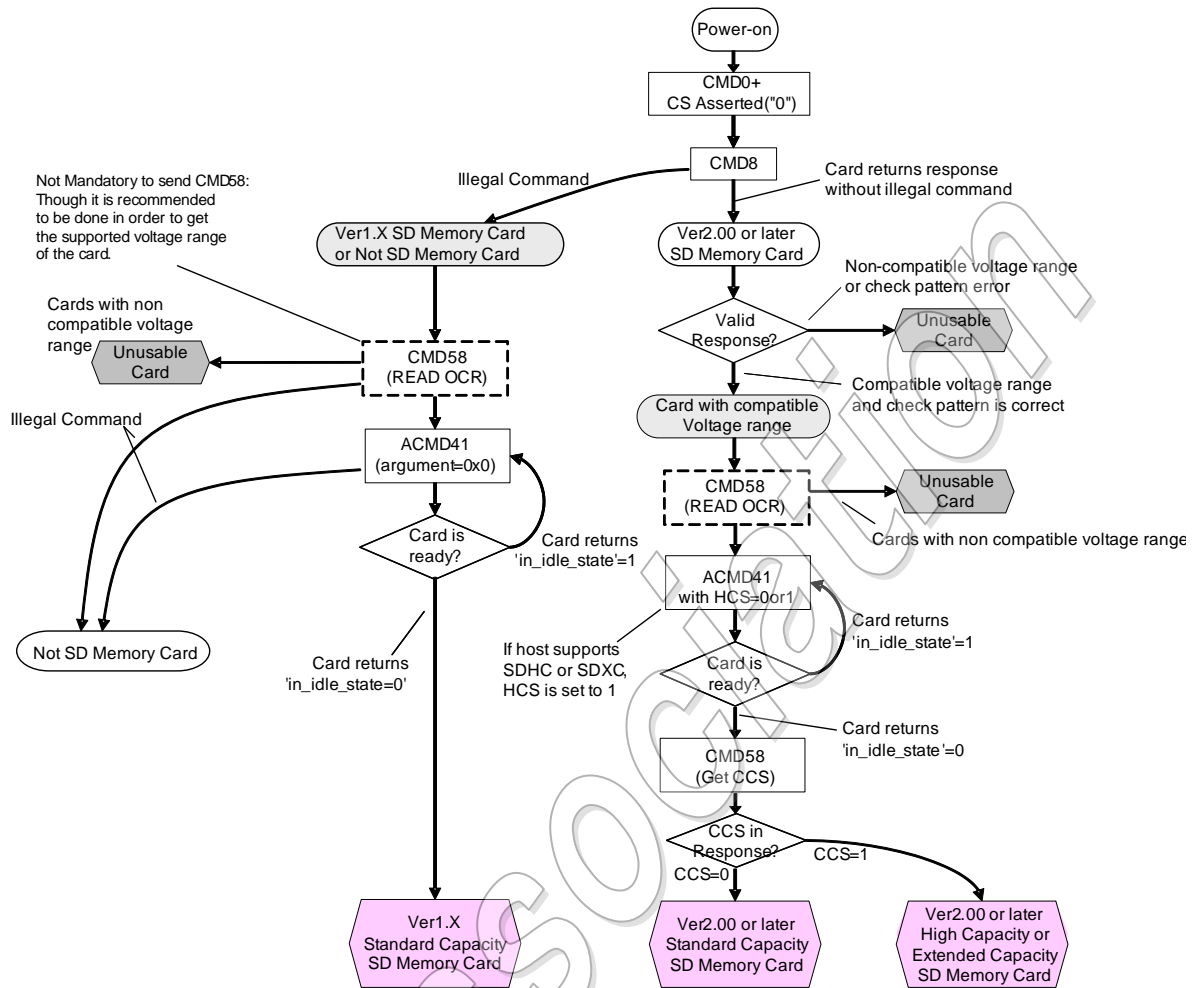 Power-on
CMD0+
CS Asserted("0")
CMD8
Illegal Command
Card returns response
without illegal command
Not Mandatory to send CMD58:
Though it is recommended
to be done in order to get
the supported voltage range
of the card.
Ver1.X SD Memory Card
or Not SD Memory Card
Ver2.00 or later
SD Memory Card
Non-compatible voltage range
or check pattern error
Cards with non
compatible voltage
range
Valid
Response?
Unusable
Card
Unusable
Card
CMD58
(READ OCR)
Compatible voltage range
and check pattern is correct
Card with compatible
Voltage range
Illegal Command
ACMD41
(argument=0x0)
CMD58
(READ OCR)
Unusable
Card
Card is
ready?
Card returns
'in_idle_state'=1
Cards with non compatible voltage range
ACMD41
with HCS=0or1
Card returns
'in_idle_state'=1
Not SD Memory Card
Card returns
'in_idle_state=0'
If host supports
SDHC or SDXC,
HCS is set to 1
Card is
ready?
Card returns
'in_idle_state'=0
CMD58
(Get CCS)
CCS in
Response?
CCS=1
CCS=0
Ver1.X
Standard Capacity
SD Memory Card
Ver2.00 or later
Standard Capacity
SD Memory Card
Ver2.00 or later
High Capacity or
Extended Capacity
SD Memory Card
ssociation